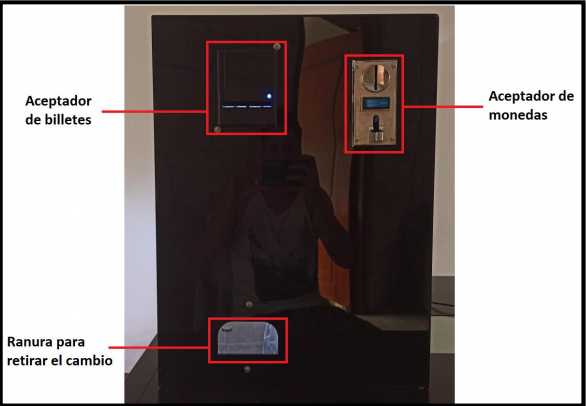 Aceptador
de billetes
Aceptador de
monedas
Ranura para
retirar el cambio